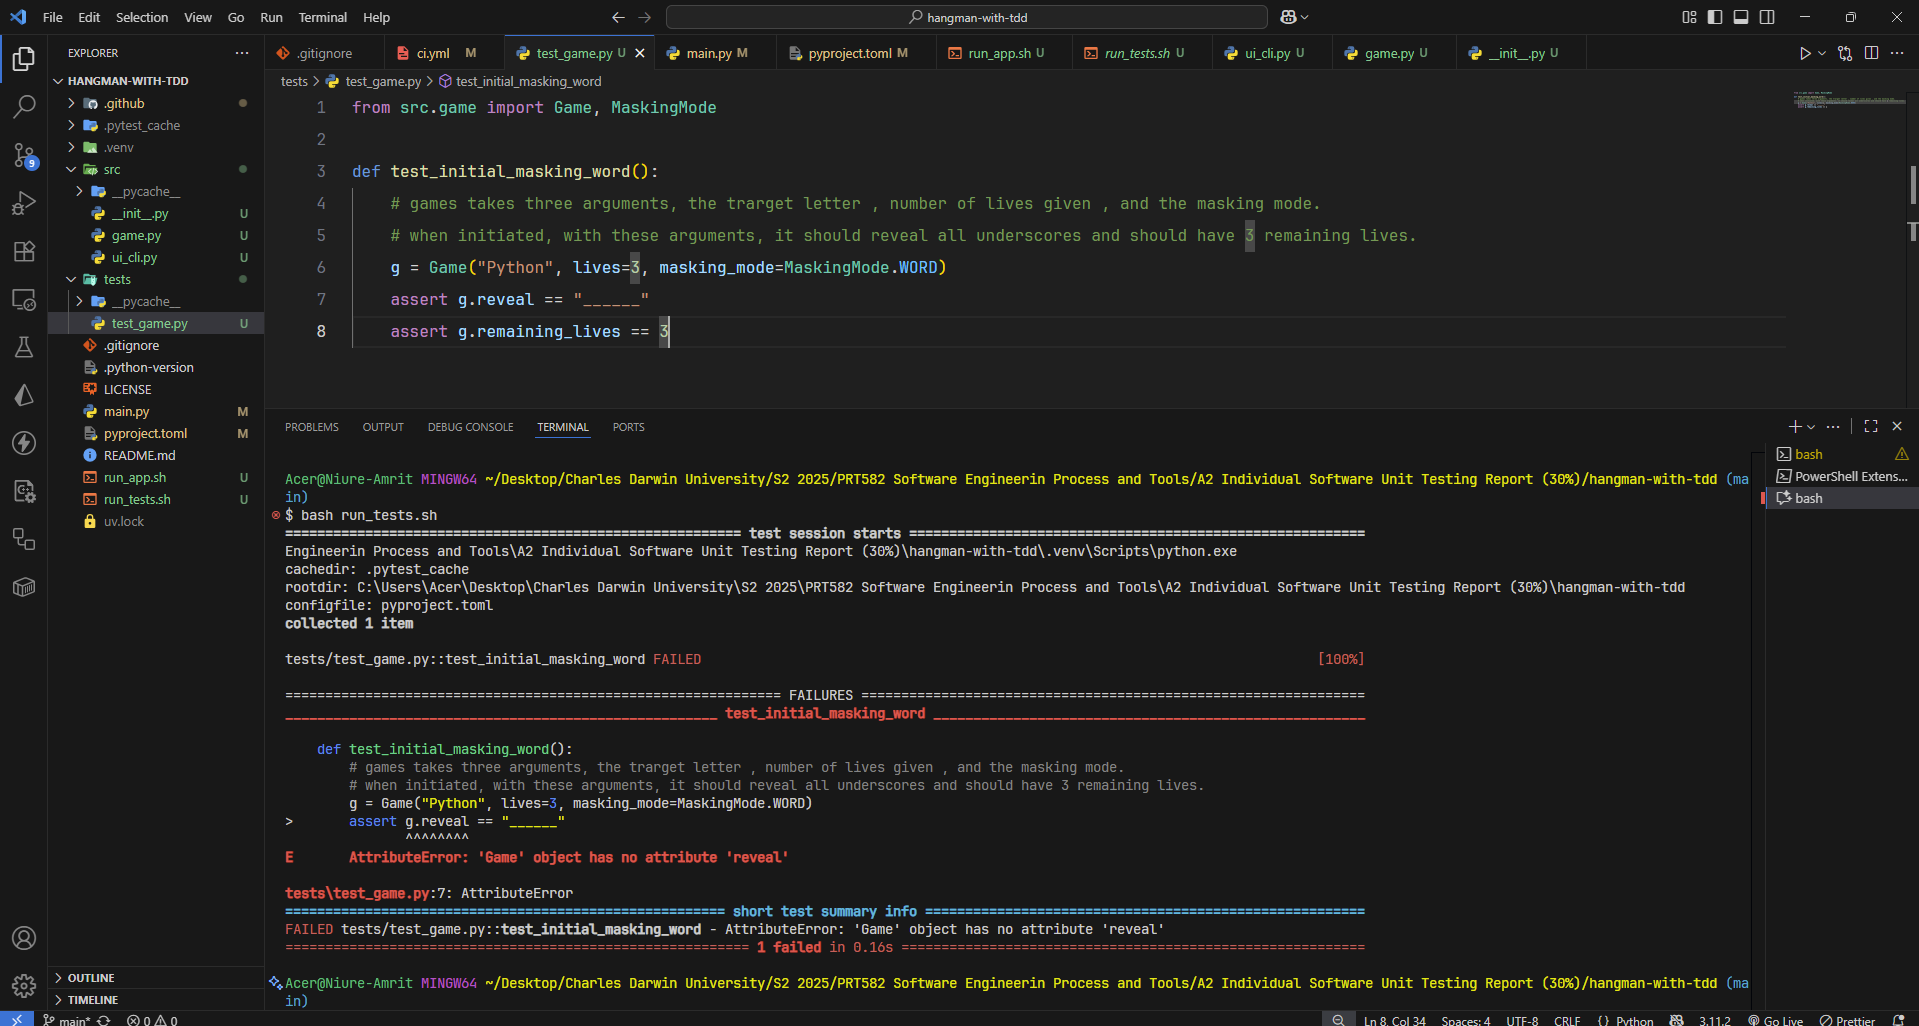 File Edit Selection View Go Run Terminal Help
hangman-with-tdd
EXPLORER
HANGMAN-WITH-TDD
.github
.pytest_cache
.venv
src
__pycache__
__init__.py U
game.py U
ui_cli.py U
tests
__pycache__
test_game.py U
.gitignore
.python-version
LICENSE
main.py M
pyproject.toml M
README.md
run_app.sh U
run_tests.sh U
uv.lock
OUTLINE
TIMELINE
9
.gitignore ci.yml M test_game.py U main.py M pyproject.toml M run_app.sh U run_tests.sh U ui_cli.py U game.py U __init__.py U
tests > test_game.py > test_initial_masking_word
1 from src.game import Game, MaskingMode
2
3 def test_initial_masking_word():
4 # games takes three arguments, the trarget letter , number of lives given , and the masking mode.
5 # when initiated, with these arguments, it should reveal all underscores and should have 3 remaining lives.
6 g = Game("Python", lives=3, masking_mode=MaskingMode.WORD)
7 assert g.reveal == "______"
8 assert g.remaining_lives == 3
PROBLEMS OUTPUT DEBUG CONSOLE TERMINAL PORTS
bash
PowerShell Extens...
bash
Acer@Niure-Amrit MINGW64 ~/Desktop/Charles Darwin University/S2 2025/PRT582 Software Engineerin Process and Tools/A2 Individual Software Unit Testing Report (30%)/hangman-with-tdd (ma
in)
$ bash run_tests.sh
========================================================= test session starts =========================================================
Engineerin Process and Tools\A2 Individual Software Unit Testing Report (30%)\hangman-with-tdd\.venv\Scripts\python.exe
cachedir: .pytest_cache
rootdir: C:\Users\Acer\Desktop\Charles Darwin University\S2 2025\PRT582 Software Engineerin Process and Tools\A2 Individual Software Unit Testing Report (30%)\hangman-with-tdd
configfile: pyproject.toml
collected 1 item
tests/test_game.py::test_initial_masking_word FAILED [100%]
============================================================== FAILURES ===============================================================
______________________________________________________ test_initial_masking_word ______________________________________________________
def test_initial_masking_word():
# games takes three arguments, the trarget letter , number of lives given , and the masking mode.
# when initiated, with these arguments, it should reveal all underscores and should have 3 remaining lives.
g = Game("Python", lives=3, masking_mode=MaskingMode.WORD)
> assert g.reveal == "______"
^^^^^^^^
E AttributeError: 'Game' object has no attribute 'reveal'
tests\test_game.py:7: AttributeError
======================================================= short test summary info =======================================================
FAILED tests/test_game.py::test_initial_masking_word - AttributeError: 'Game' object has no attribute 'reveal'
========================================================== 1 failed in 0.16s ==========================================================
Acer@Niure-Amrit MINGW64 ~/Desktop/Charles Darwin University/S2 2025/PRT582 Software Engineerin Process and Tools/A2 Individual Software Unit Testing Report (30%)/hangman-with-tdd (ma
in)
main* 0 0 Ln 8, Col 34 Spaces: 4 UTF-8 CRLF { } Python 3.11.2 Go Live Prettier